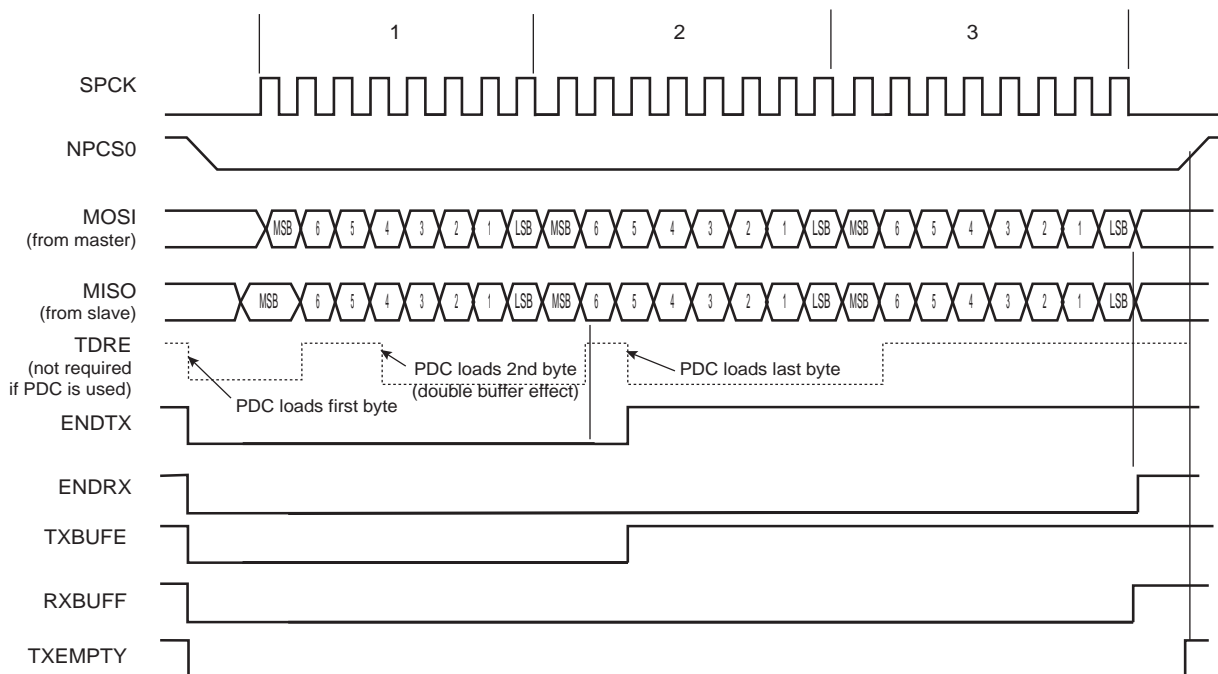 1 2 3
SPCK
NPCS0
MOSI
(from master)
MSB 6 5 4 3 2 1 LSB MSB 6 5 4 3 2 1 LSB MSB 6 5 4 3 2 1 LSB
MISO
(from slave)
MSB 6 5 4 3 2 1 LSB MSB 6 5 4 3 2 1 LSB MSB 6 5 4 3 2 1 LSB
TDRE
(not required
if PDC is used)
PDC loads first byte
PDC loads 2nd byte
(double buffer effect)
PDC loads last byte
ENDTX
ENDRX
TXBUFE
RXBUFF
TXEMPTY